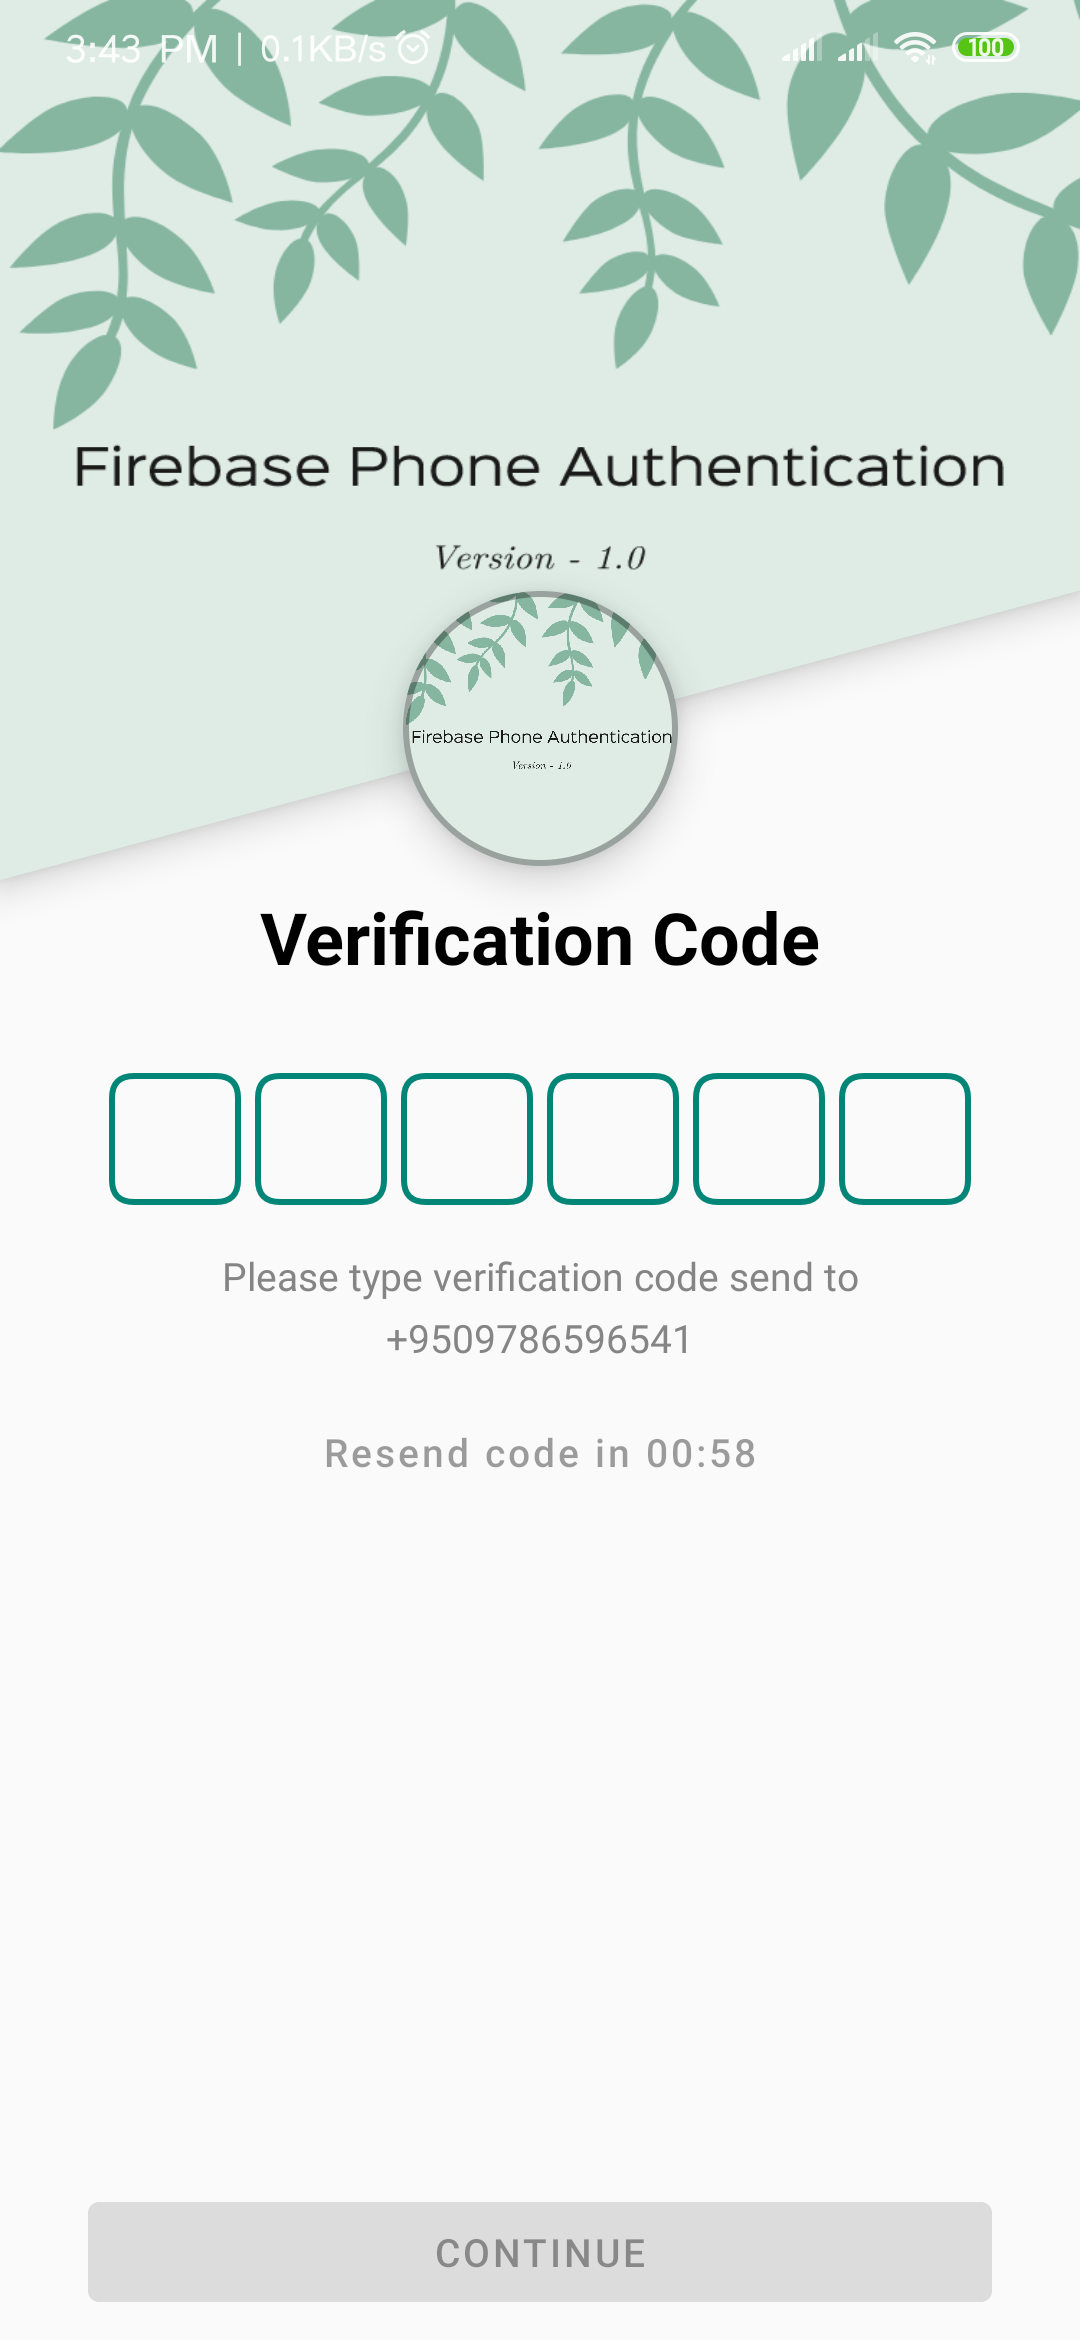 3:43 PM | 0.1KB/s
100
Firebase Phone Authentication
Version - 1.0
Firebase Phone Authentication
Version - 1.0
Verification Code
Please type verification code send to
+9509786596541
Resend code in 00:58
CONTINUE